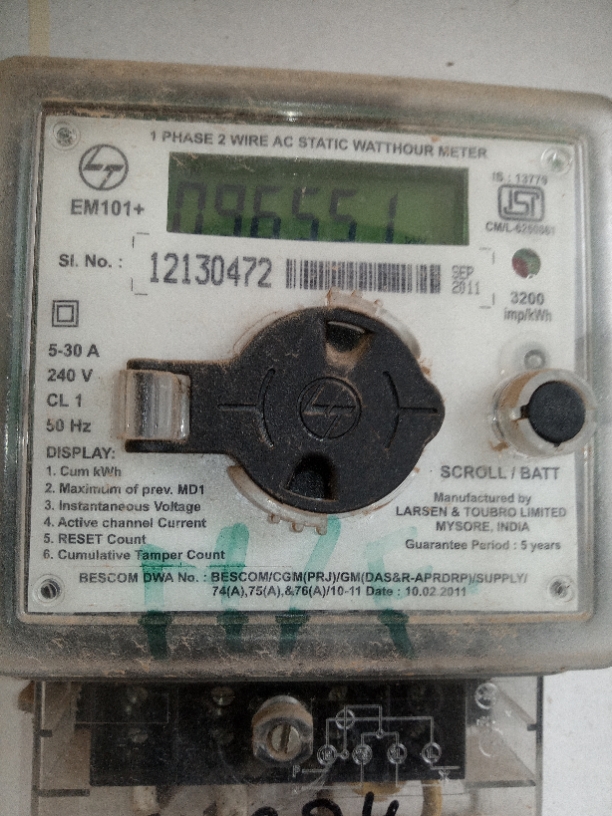 1 PHASE 2 WIRE AC STATIC WATTHOUR METER
LT
EM101+
096551
IS : 13779
ISI
CM/L-6250061
Sl. No. :
12130472
SEP
2011
3200
imp/kWh
5-30 A
240 V
CL 1
50 Hz
DISPLAY:
1. Cum kWh
2. Maximum of prev. MD1
3. Instantaneous Voltage
4. Active channel Current
5. RESET Count
6. Cumulative Tamper Count
LT
SCROLL / BATT
Manufactured by
LARSEN & TOUBRO LIMITED
MYSORE, INDIA
Guarantee Period : 5 years
BESCOM DWA No. : BESCOM/CGM(PRJ)/GM(DAS&R-APRDRP)/SUPPLY/
74(A),75(A),&76(A)/10-11 Date : 10.02.2011